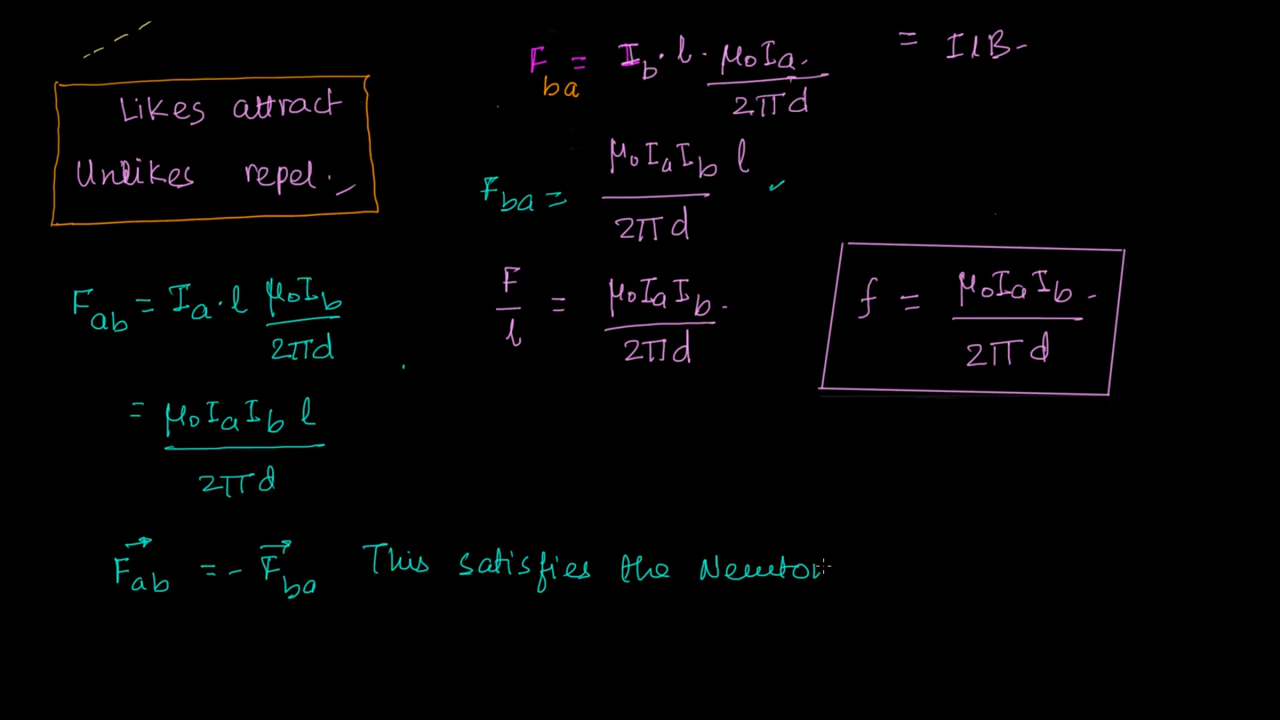 Likes attract
Unlikes repel.
F_ba = I_b · l · μ₀I_a / 2πd = IlB
F_ba = μ₀I_aI_b l / 2πd
F/l = μ₀I_aI_b / 2πd
f = μ₀I_aI_b / 2πd
F_ab = I_a · l μ₀I_b / 2πd
= μ₀I_aI_b l / 2πd
F⃗_ab = - F⃗_ba This satisfies the Newton